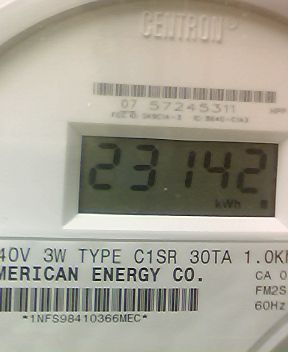 CENTRON
07 57245311
23142
kWh
40V 3W TYPE C1SR 30TA 1.0K
MERICAN ENERGY CO.
CA 0
FM2S
60Hz
*1NFS98410366MEC*